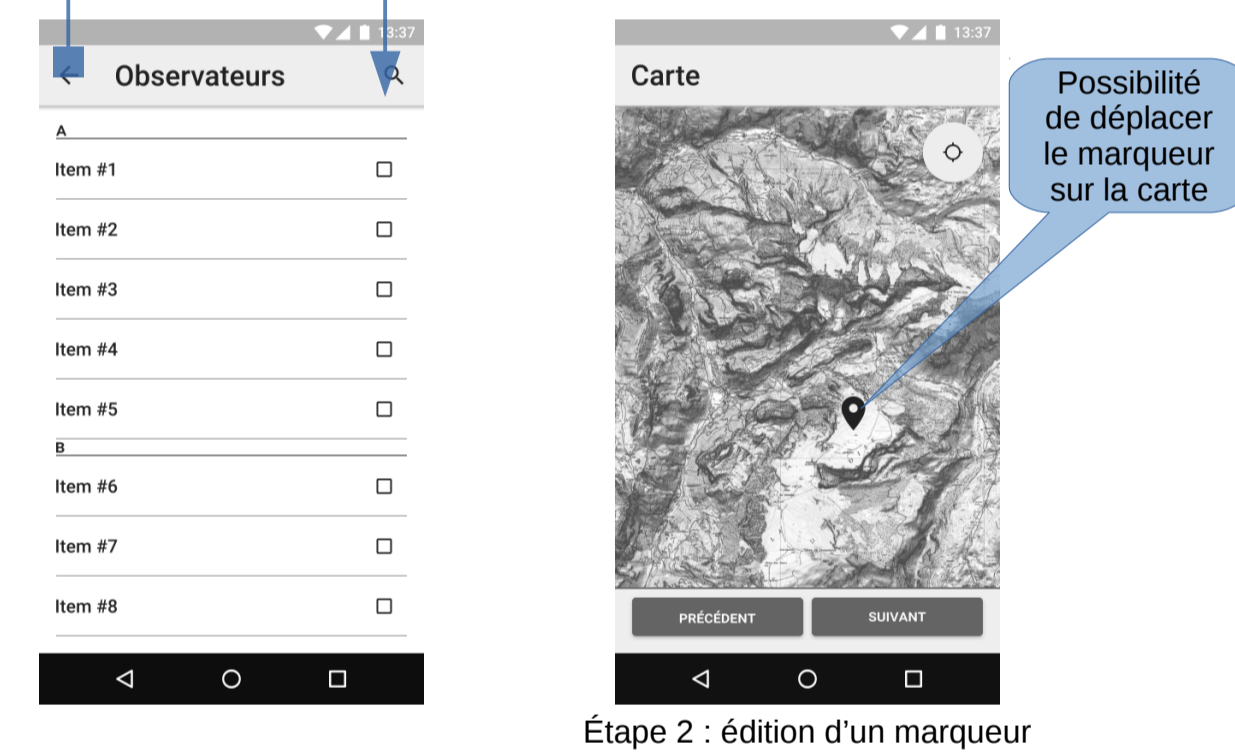 13:37
Observateurs
A
Item #1
Item #2
Item #3
Item #4
Item #5
B
Item #6
Item #7
Item #8
13:37
Carte
Possibilité
de déplacer
le marqueur
sur la carte
PRÉCÉDENT
SUIVANT
Étape 2 : édition d’un marqueur